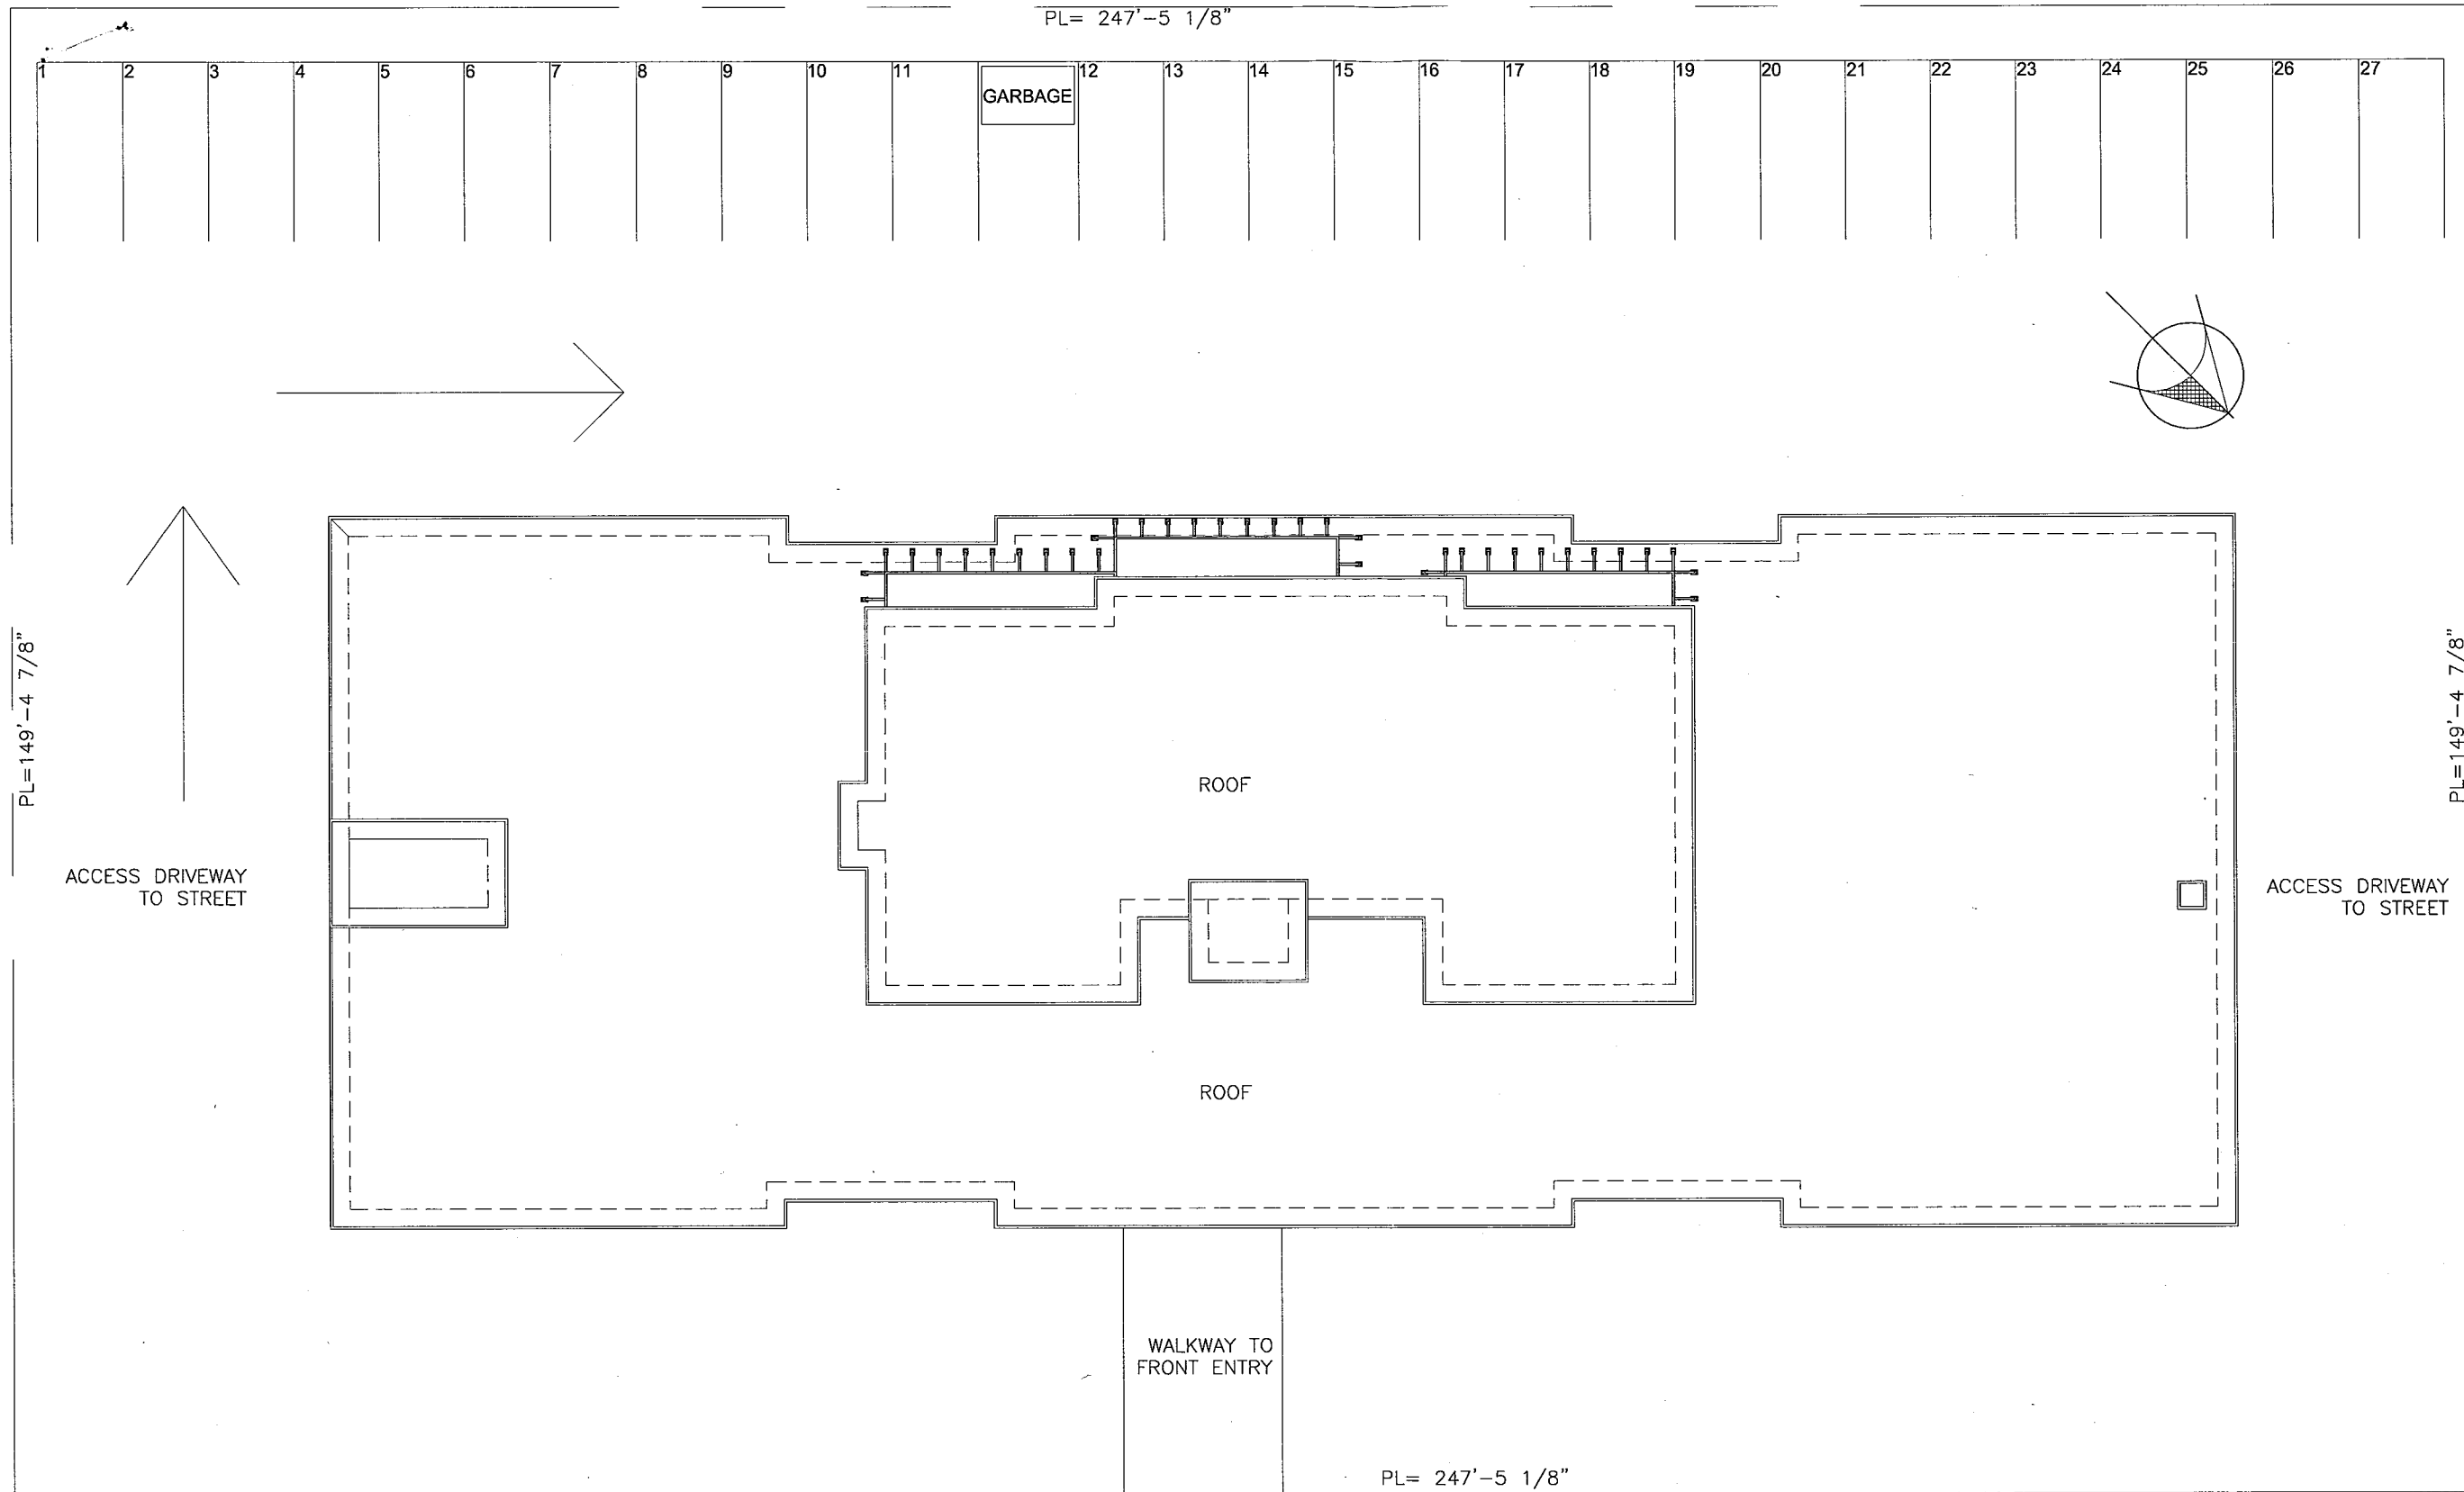 PL= 247'-5 1/8"
1 2 3 4 5 6 7 8 9 10 11 12 13 14 15 16 17 18 19 20 21 22 23 24 25 26 27
GARBAGE
PL=149'-4 7/8"
PL=149'-4 7/8"
ROOF
ACCESS DRIVEWAY
TO STREET
ACCESS DRIVEWAY
TO STREET
ROOF
WALKWAY TO
FRONT ENTRY
PL= 247'-5 1/8"